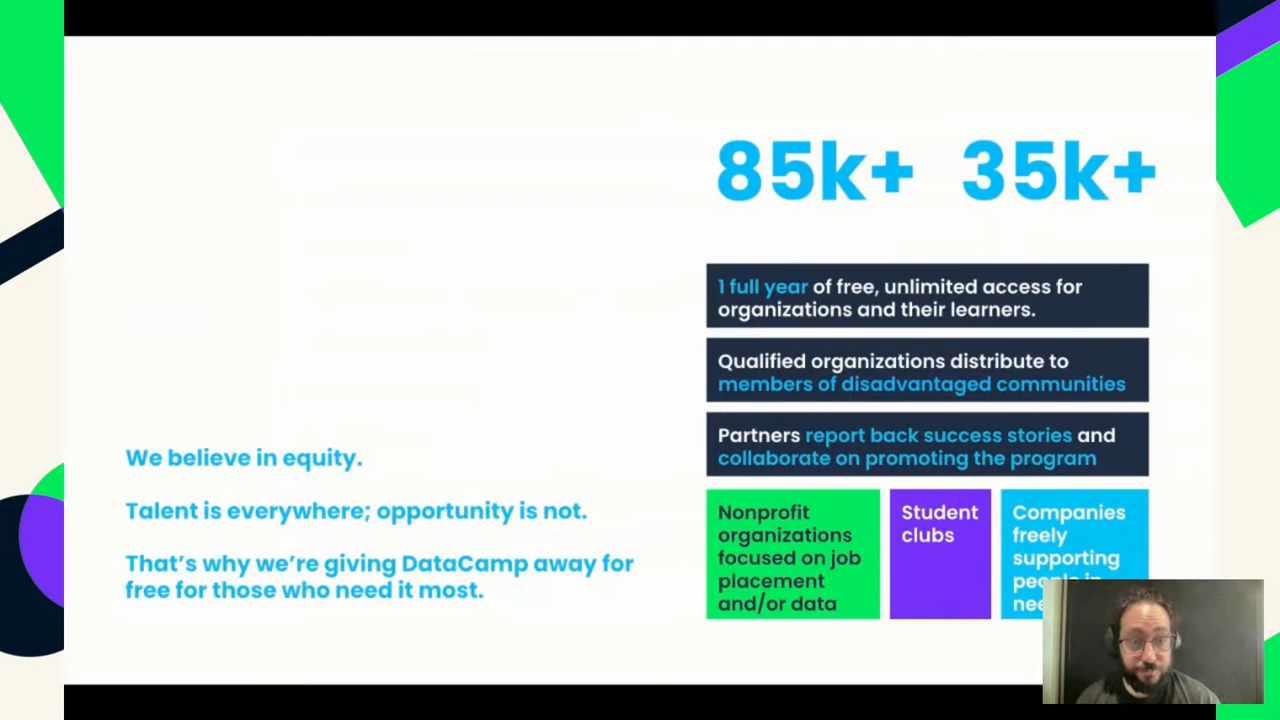 85k+ 35k+
1 full year of free, unlimited access for
organizations and their learners.
Qualified organizations distribute to
members of disadvantaged communities
Partners report back success stories and
collaborate on promoting the program
We believe in equity.
Talent is everywhere; opportunity is not.
That's why we're giving DataCamp away for
free for those who need it most.
Nonprofit
organizations
focused on job
placement
and/or data
Student
clubs
Companies
freely
supporting